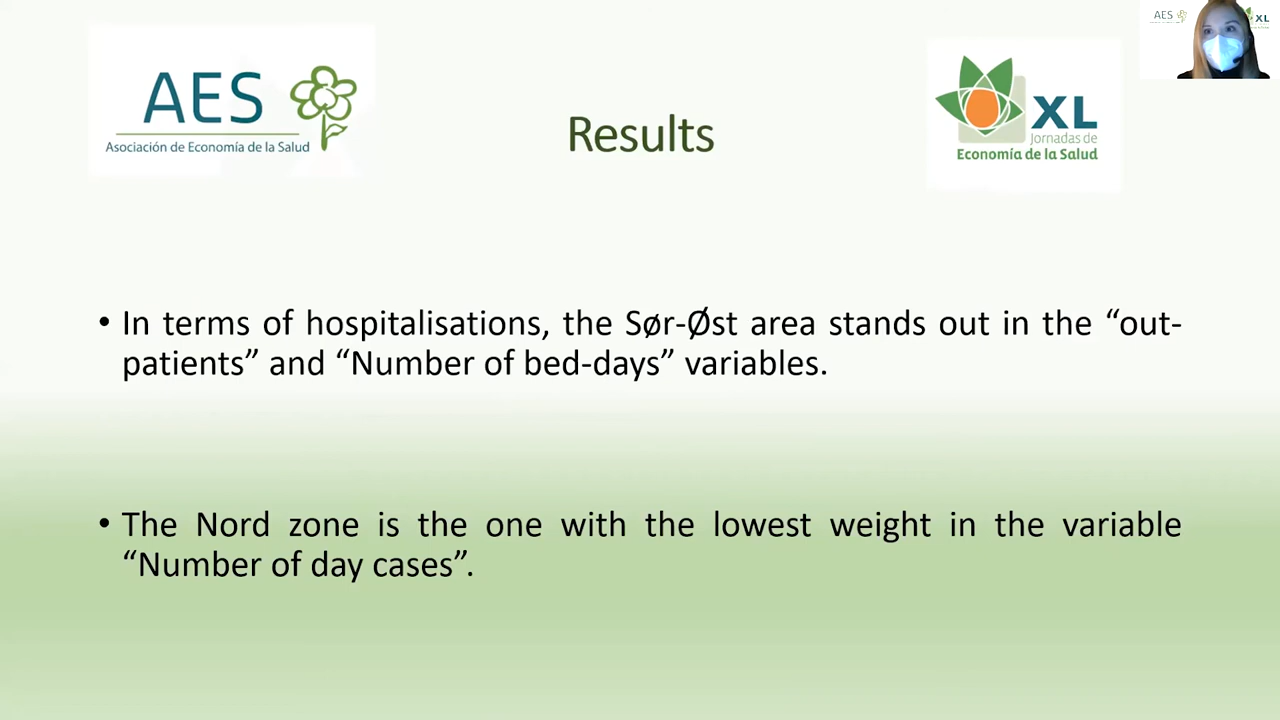 AES
Asociación de Economía de la Salud
Results
XL
Jornadas de
Economía de la Salud
AES
XL
• In terms of hospitalisations, the Sør-Øst area stands out in the “out-
patients” and “Number of bed-days” variables.
• The Nord zone is the one with the lowest weight in the variable
“Number of day cases”.